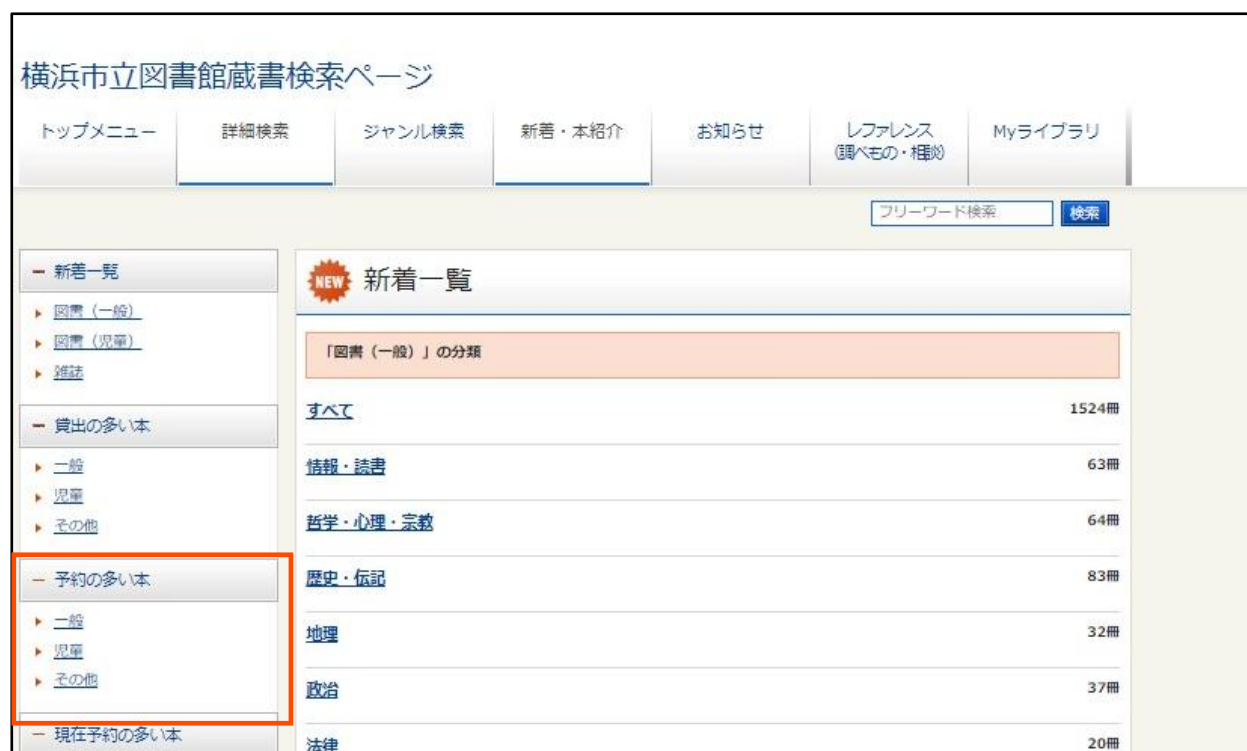 横浜市立図書館蔵書検索ページ
トップメニュー
詳細検索
ジャンル検索
新着・本紹介
お知らせ
レファレンス
(調べもの・相談)
Myライブラリ
フリーワード検索
検索
新着一覧
図書（一般）
図書（児童）
雑誌
貸出の多い本
一般
児童
その他
予約の多い本
一般
児童
その他
現在予約の多い本
NEW 新着一覧
「図書（一般）」の分類
すべて 1524冊
情報・読書 63冊
哲学・心理・宗教 64冊
歴史・伝記 83冊
地理 32冊
政治 37冊
法律 20冊